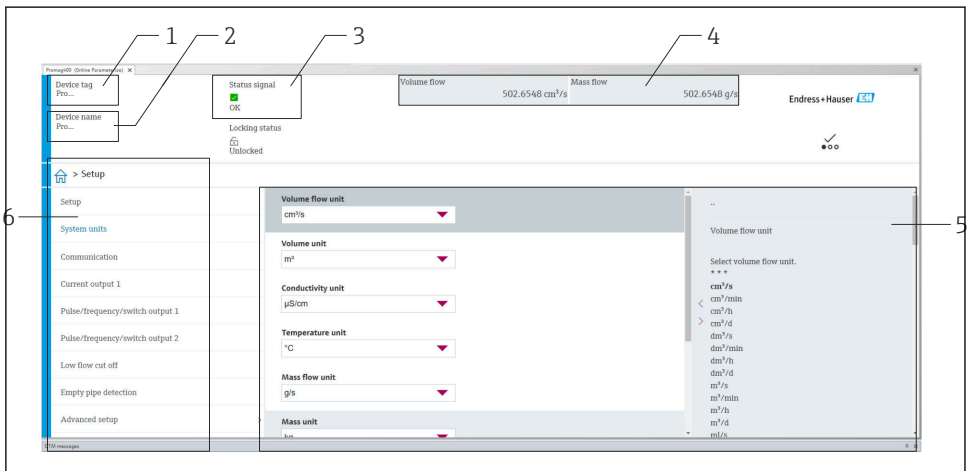 1
2
3
4
Promag400 (Online Parameterize) x
Device tag
Pro...
Status signal
OK
Volume flow
502.6548 cm³/s
Mass flow
502.6548 g/s
Endress+Hauser EH
Device name
Pro...
Locking status
Unlocked
> Setup
6
5
Setup
System units
Communication
Current output 1
Pulse/frequency/switch output 1
Pulse/frequency/switch output 2
Low flow cut off
Empty pipe detection
Advanced setup
Volume flow unit
cm³/s
Volume unit
m³
Conductivity unit
µS/cm
Temperature unit
°C
Mass flow unit
g/s
Mass unit
kg
..
Volume flow unit
Select volume flow unit.
* * *
cm³/s
cm³/min
cm³/h
cm³/d
dm³/s
dm³/min
dm³/h
dm³/d
m³/s
m³/min
m³/h
m³/d
ml/s
DTM messages